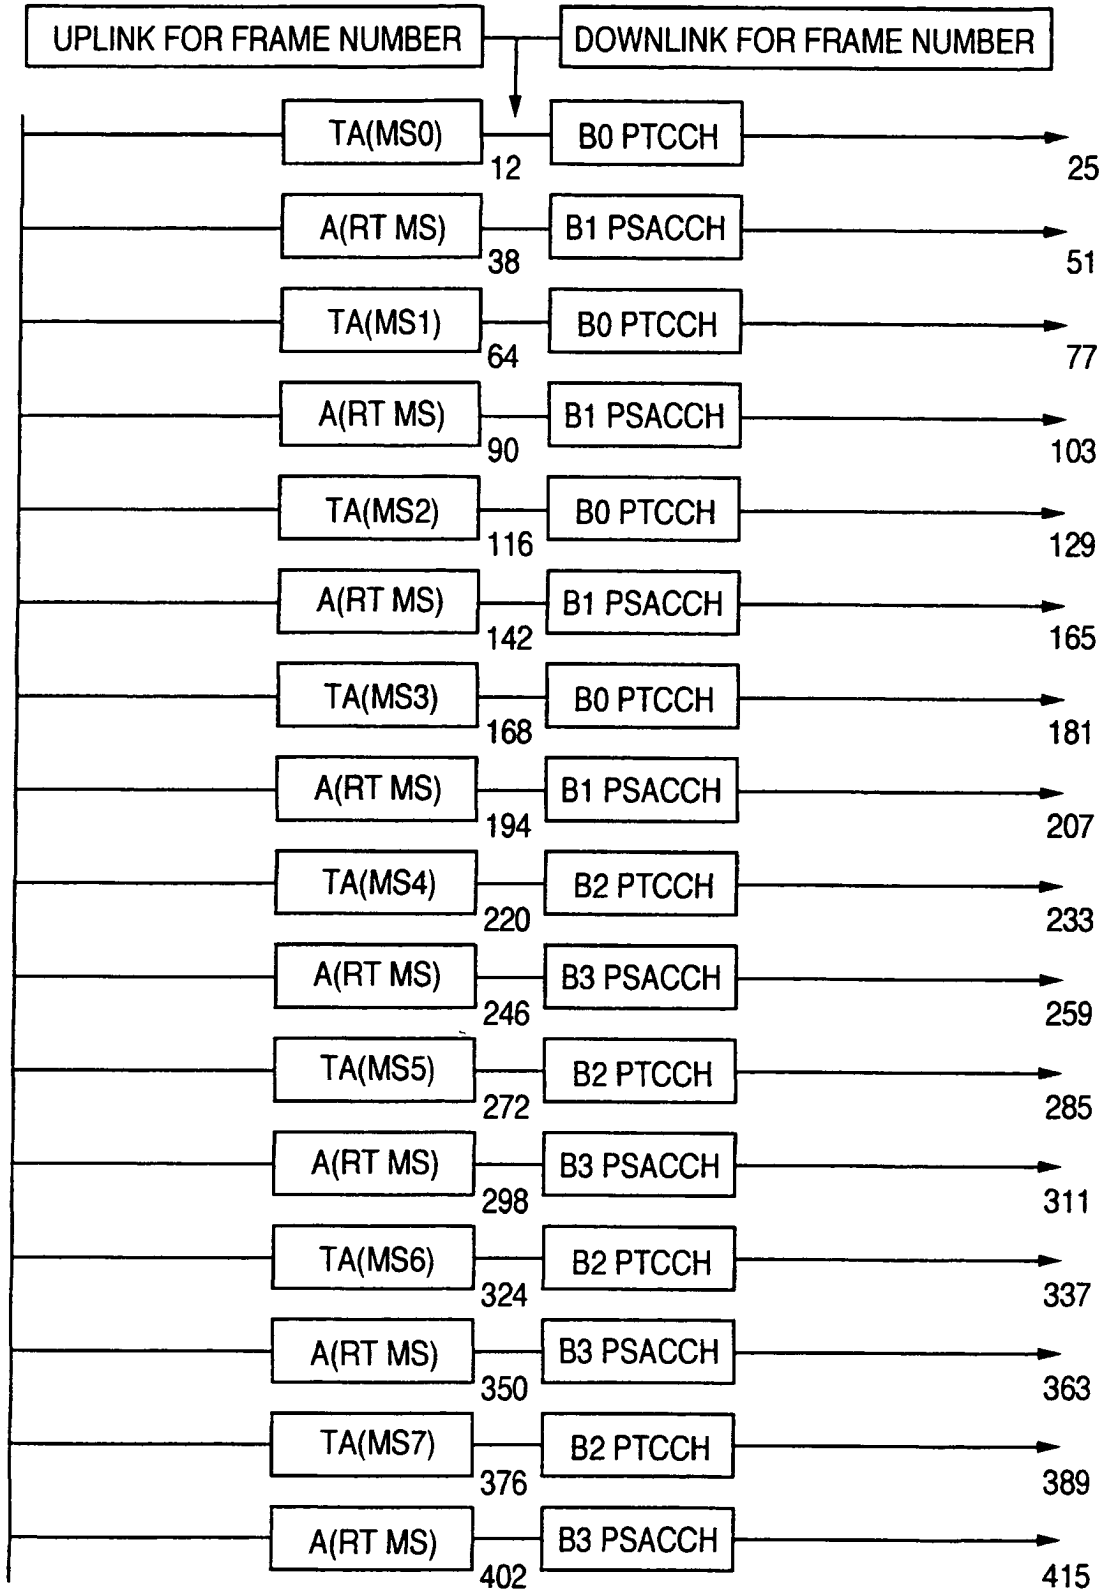 UPLINK FOR FRAME NUMBER
DOWNLINK FOR FRAME NUMBER
TA(MS0) 12 B0 PTCCH 25
A(RT MS) 38 B1 PSACCH 51
TA(MS1) 64 B0 PTCCH 77
A(RT MS) 90 B1 PSACCH 103
TA(MS2) 116 B0 PTCCH 129
A(RT MS) 142 B1 PSACCH 165
TA(MS3) 168 B0 PTCCH 181
A(RT MS) 194 B1 PSACCH 207
TA(MS4) 220 B2 PTCCH 233
A(RT MS) 246 B3 PSACCH 259
TA(MS5) 272 B2 PTCCH 285
A(RT MS) 298 B3 PSACCH 311
TA(MS6) 324 B2 PTCCH 337
A(RT MS) 350 B3 PSACCH 363
TA(MS7) 376 B2 PTCCH 389
A(RT MS) 402 B3 PSACCH 415